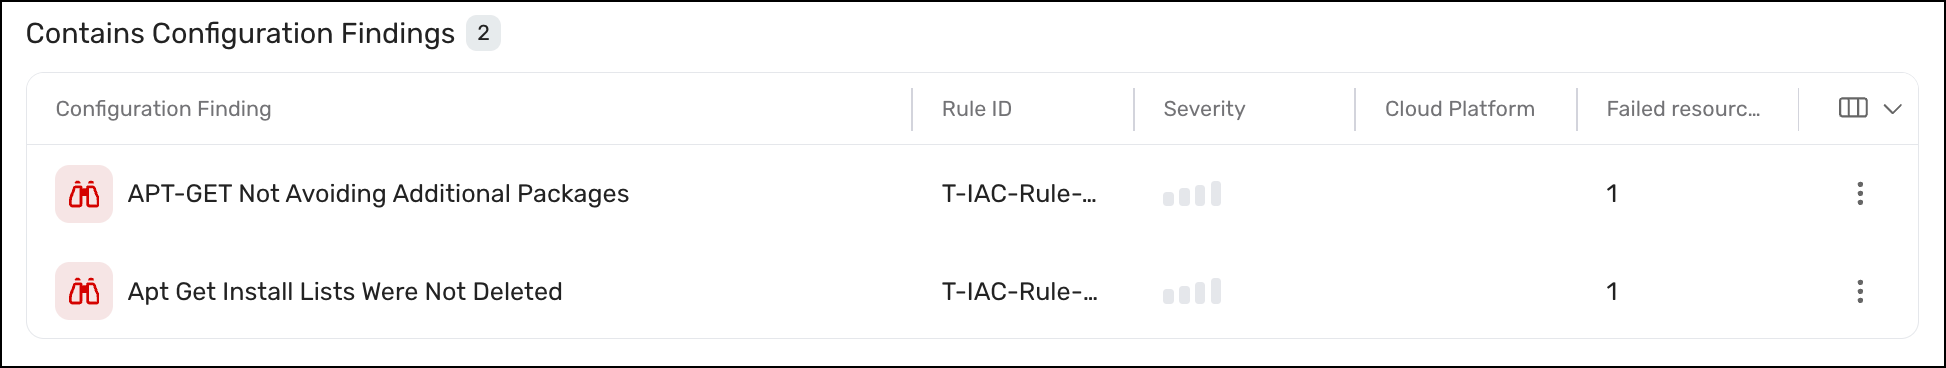 Contains Configuration Findings 2
Configuration Finding Rule ID Severity Cloud Platform Failed resourc...
APT-GET Not Avoiding Additional Packages T-IAC-Rule-... 1
Apt Get Install Lists Were Not Deleted T-IAC-Rule-... 1